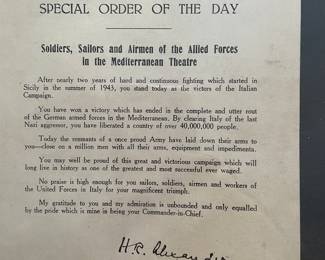 SPECIAL ORDER OF THE DAY
Soldiers, Sailors and Airmen of the Allied Forces
in the Mediterranean Theatre
After nearly two years of hard and continuous fighting which started
in Sicily in the summer of 1943, you stand today as the victors of the Italian
Campaign.
You have won a victory which has ended in the complete and utter rout
of the German armed forces in the Mediterranean. By clearing Italy of the last
Nazi aggressor, you have liberated a country of over 40,000,000 people.
Today the remnants of a once proud Army have laid down their arms to
you—close on a million men with all their arms, equipment and impedimenta.
You may well be proud of this great and victorious campaign which will
long live in history as one of the greatest and most successful ever waged.
No praise is high enough for you sailors, soldiers, airmen and workers of
the United Forces in Italy for your magnificent triumph.
My gratitude to you and my admiration is unbounded and only equalled
by the pride which is mine in being your Commander-in-Chief.
H.R. Alexander